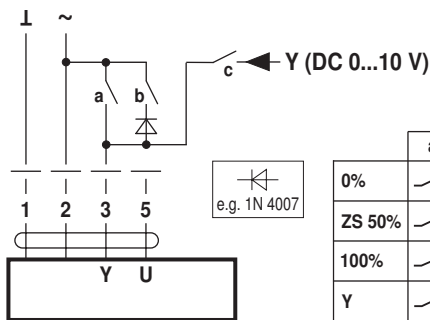 ⊥ ~
a b c Y (DC 0...10 V)
1 2 3 5
Y U
e.g. 1N 4007
a
0%
ZS 50%
100%
Y